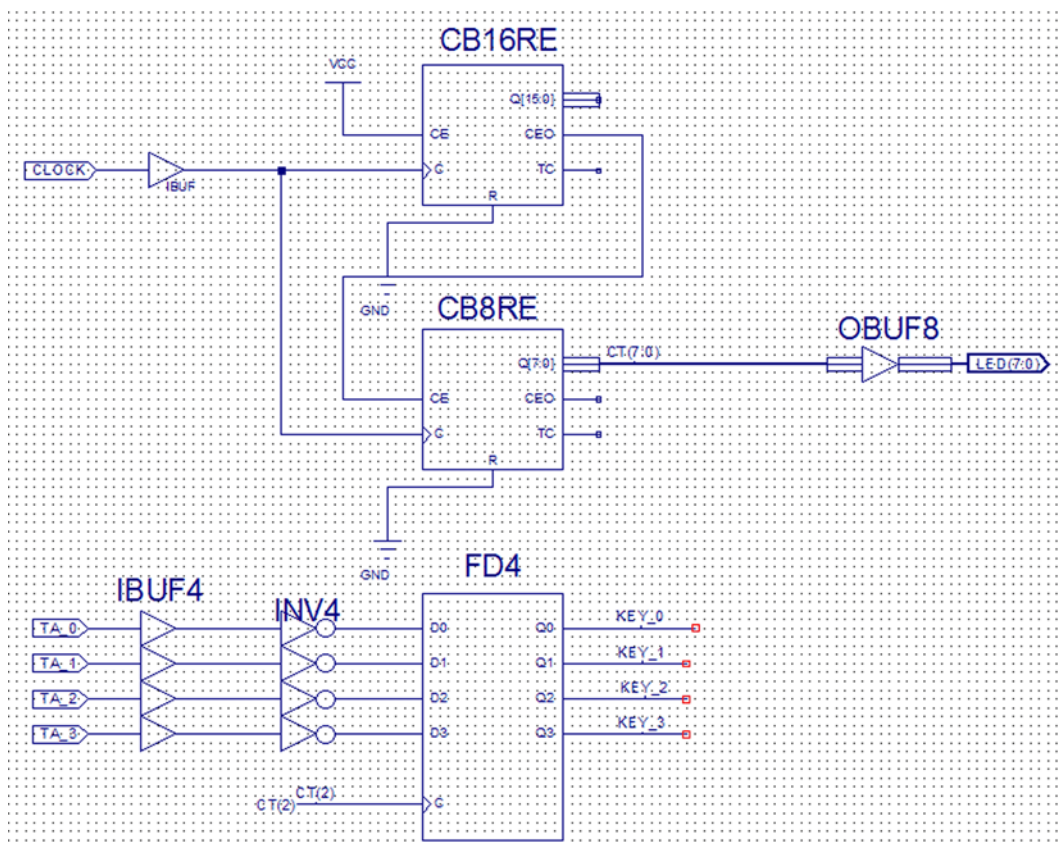 CB16RE
VCC
Q[15:0]
CE
CEO
CLOCK
IBUF
C
TC
R
GND
CB8RE
OBUF8
Q[7:0]
CT(7:0)
LED(7:0)
CE
CEO
C
TC
R
GND
FD4
IBUF4
INV4
TA_0
D0
Q0
KEY_0
TA_1
D1
Q1
KEY_1
TA_2
D2
Q2
KEY_2
TA_3
D3
Q3
KEY_3
CT(2)
CT(2)
C